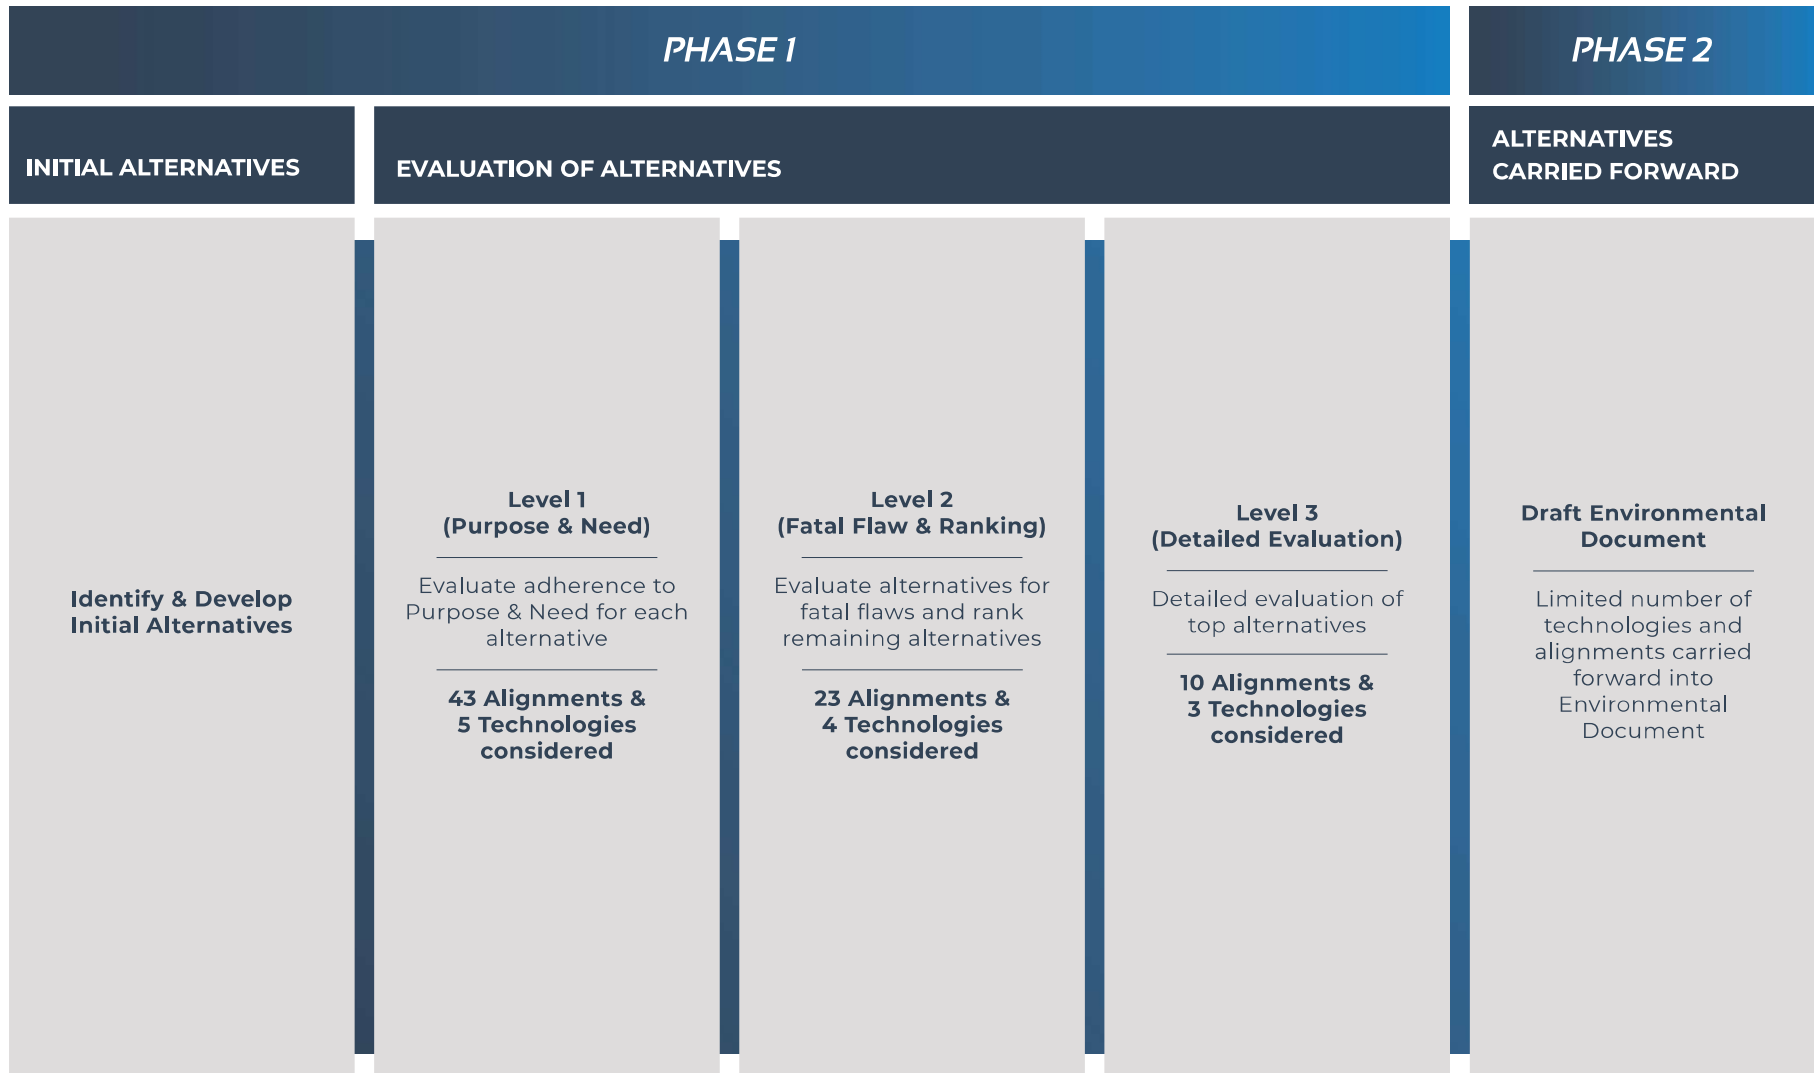 PHASE 1
PHASE 2
INITIAL ALTERNATIVES
EVALUATION OF ALTERNATIVES
ALTERNATIVES
CARRIED FORWARD
Identify & Develop
Initial Alternatives
Level 1
(Purpose & Need)
Evaluate adherence to
Purpose & Need for each
alternative
43 Alignments &
5 Technologies
considered
Level 2
(Fatal Flaw & Ranking)
Evaluate alternatives for
fatal flaws and rank
remaining alternatives
23 Alignments &
4 Technologies
considered
Level 3
(Detailed Evaluation)
Detailed evaluation of
top alternatives
10 Alignments &
3 Technologies
considered
Draft Environmental
Document
Limited number of
technologies and
alignments carried
forward into
Environmental
Document